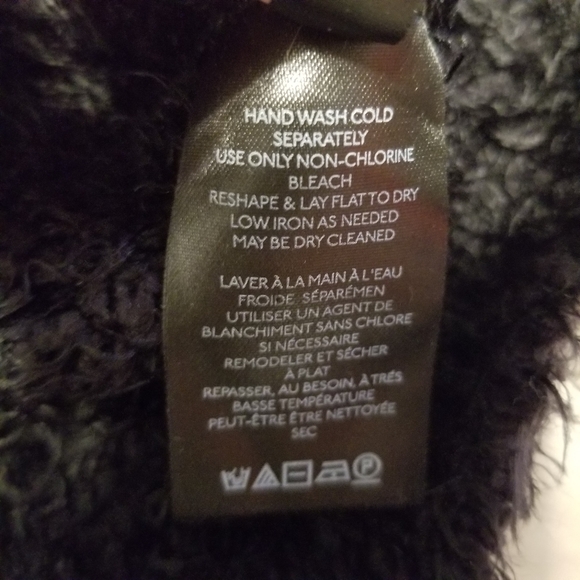 HAND WASH COLD
SEPARATELY
USE ONLY NON-CHLORINE
BLEACH
RESHAPE & LAY FLAT TO DRY
LOW IRON AS NEEDED
MAY BE DRY CLEANED
LAVER À LA MAIN À L'EAU
FROIDE, SÉPARÉMEN
UTILISER UN AGENT DE
BLANCHIMENT SANS CHLORE
SI NÉCESSAIRE
REMODELER ET SÉCHER
À PLAT
REPASSER, AU BESOIN, À TRÉS
BASSE TEMPÉRATURE
PEUT-ÊTRE ÊTRE NETTOYÉE
SEC
P